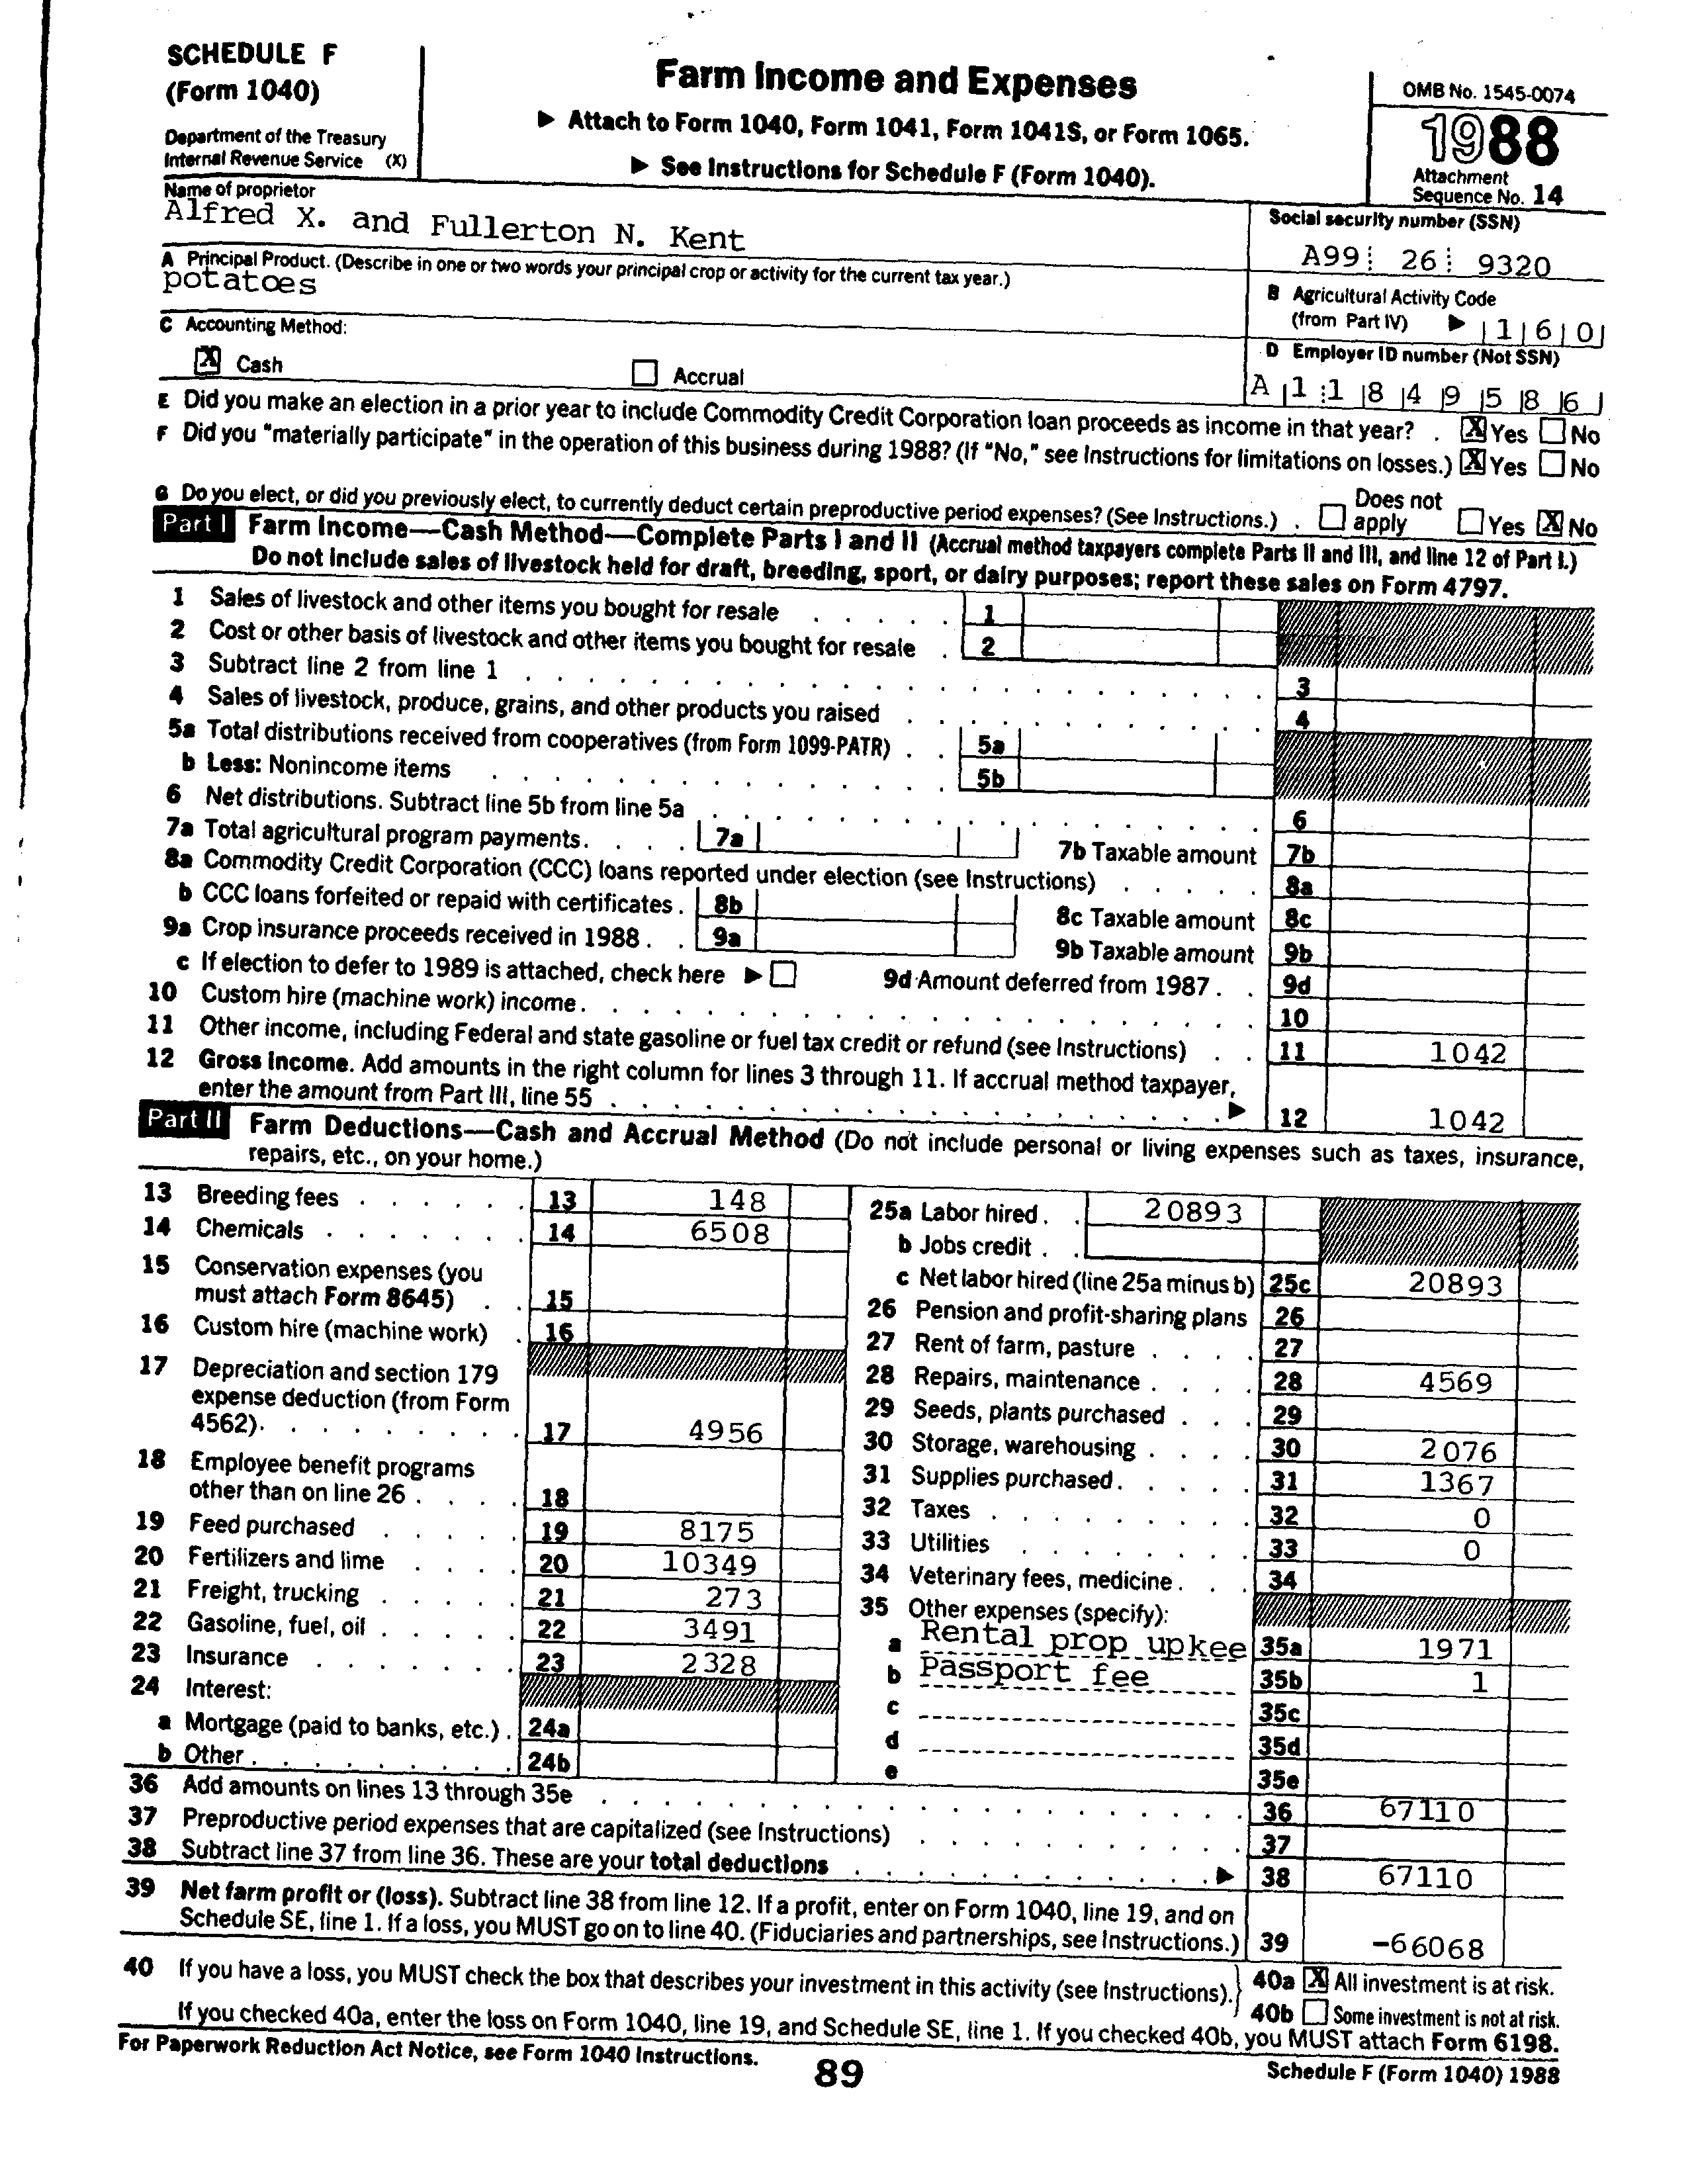 SCHEDULE F
(Form 1040)
Department of the Treasury
Internal Revenue Service (X)
Farm Income and Expenses
▶ Attach to Form 1040, Form 1041, Form 1041S, or Form 1065.
▶ See Instructions for Schedule F (Form 1040).
OMB No. 1545-0074
1988
Attachment
Sequence No. 14
Name of proprietor
Alfred X. and Fullerton N. Kent
Social security number (SSN)
A99 26 9320
A Principal Product. (Describe in one or two words your principal crop or activity for the current tax year.)
potatoes
B Agricultural Activity Code
(from Part IV) ▶ 1 6 0
C Accounting Method:
X Cash Accrual
D Employer ID number (Not SSN)
A 1 1 8 4 9 5 8 6
E Did you make an election in a prior year to include Commodity Credit Corporation loan proceeds as income in that year? . X Yes No
F Did you "materially participate" in the operation of this business during 1988? (If "No," see Instructions for limitations on losses.) X Yes No
G Do you elect, or did you previously elect, to currently deduct certain preproductive period expenses? (See Instructions.) . Does not apply Yes X No
Part I Farm Income—Cash Method—Complete Parts I and II (Accrual method taxpayers complete Parts II and III, and line 12 of Part I.)
Do not include sales of livestock held for draft, breeding, sport, or dairy purposes; report these sales on Form 4797.
1 Sales of livestock and other items you bought for resale . . . . . 1
2 Cost or other basis of livestock and other items you bought for resale . 2
3 Subtract line 2 from line 1 . . . . . 3
4 Sales of livestock, produce, grains, and other products you raised . . . . . 4
5a Total distributions received from cooperatives (from Form 1099-PATR) . . 5a
b Less: Nonincome items . . . . . 5b
6 Net distributions. Subtract line 5b from line 5a . . . . . 6
7a Total agricultural program payments. . . . 7a 7b Taxable amount 7b
8a Commodity Credit Corporation (CCC) loans reported under election (see Instructions) . . . . . 8a
b CCC loans forfeited or repaid with certificates . 8b 8c Taxable amount 8c
9a Crop insurance proceeds received in 1988 . . 9a 9b Taxable amount 9b
c If election to defer to 1989 is attached, check here ▶ 9d Amount deferred from 1987 . . 9d
10 Custom hire (machine work) income . . . . . 10
11 Other income, including Federal and state gasoline or fuel tax credit or refund (see Instructions) . . 11 1042
12 Gross Income. Add amounts in the right column for lines 3 through 11. If accrual method taxpayer,
enter the amount from Part III, line 55 . . . . . ▶ 12 1042
Part II Farm Deductions—Cash and Accrual Method (Do not include personal or living expenses such as taxes, insurance,
repairs, etc., on your home.)
13 Breeding fees . . . . . 13 148
14 Chemicals . . . . . 14 6508
15 Conservation expenses (you
must attach Form 8645) . . 15
16 Custom hire (machine work) . 16
17 Depreciation and section 179
expense deduction (from Form
4562) . . . . . 17 4956
18 Employee benefit programs
other than on line 26 . . . . 18
19 Feed purchased . . . . . 19 8175
20 Fertilizers and lime . . . . 20 10349
21 Freight, trucking . . . . . 21 273
22 Gasoline, fuel, oil . . . . . 22 3491
23 Insurance . . . . . 23 2328
24 Interest:
a Mortgage (paid to banks, etc.) . 24a
b Other . . . . . 24b
25a Labor hired . . 20893
b Jobs credit . .
c Net labor hired (line 25a minus b) 25c 20893
26 Pension and profit-sharing plans 26
27 Rent of farm, pasture . . . . 27
28 Repairs, maintenance . . . . 28 4569
29 Seeds, plants purchased . . . 29
30 Storage, warehousing . . . . 30 2076
31 Supplies purchased . . . . . 31 1367
32 Taxes . . . . . 32 0
33 Utilities . . . . . 33 0
34 Veterinary fees, medicine . . . 34
35 Other expenses (specify):
a Rental prop upkee 35a 1971
b Passport fee 35b 1
c 35c
d 35d
e 35e
36 Add amounts on lines 13 through 35e . . . . . 36 67110
37 Preproductive period expenses that are capitalized (see Instructions) . . . . . 37
38 Subtract line 37 from line 36. These are your total deductions . . . . . ▶ 38 67110
39 Net farm profit or (loss). Subtract line 38 from line 12. If a profit, enter on Form 1040, line 19, and on
Schedule SE, line 1. If a loss, you MUST go on to line 40. (Fiduciaries and partnerships, see Instructions.) 39 -66068
40 If you have a loss, you MUST check the box that describes your investment in this activity (see Instructions). 40a X All investment is at risk.
40b Some investment is not at risk.
If you checked 40a, enter the loss on Form 1040, line 19, and Schedule SE, line 1. If you checked 40b, you MUST attach Form 6198.
For Paperwork Reduction Act Notice, see Form 1040 Instructions.
89
Schedule F (Form 1040) 1988